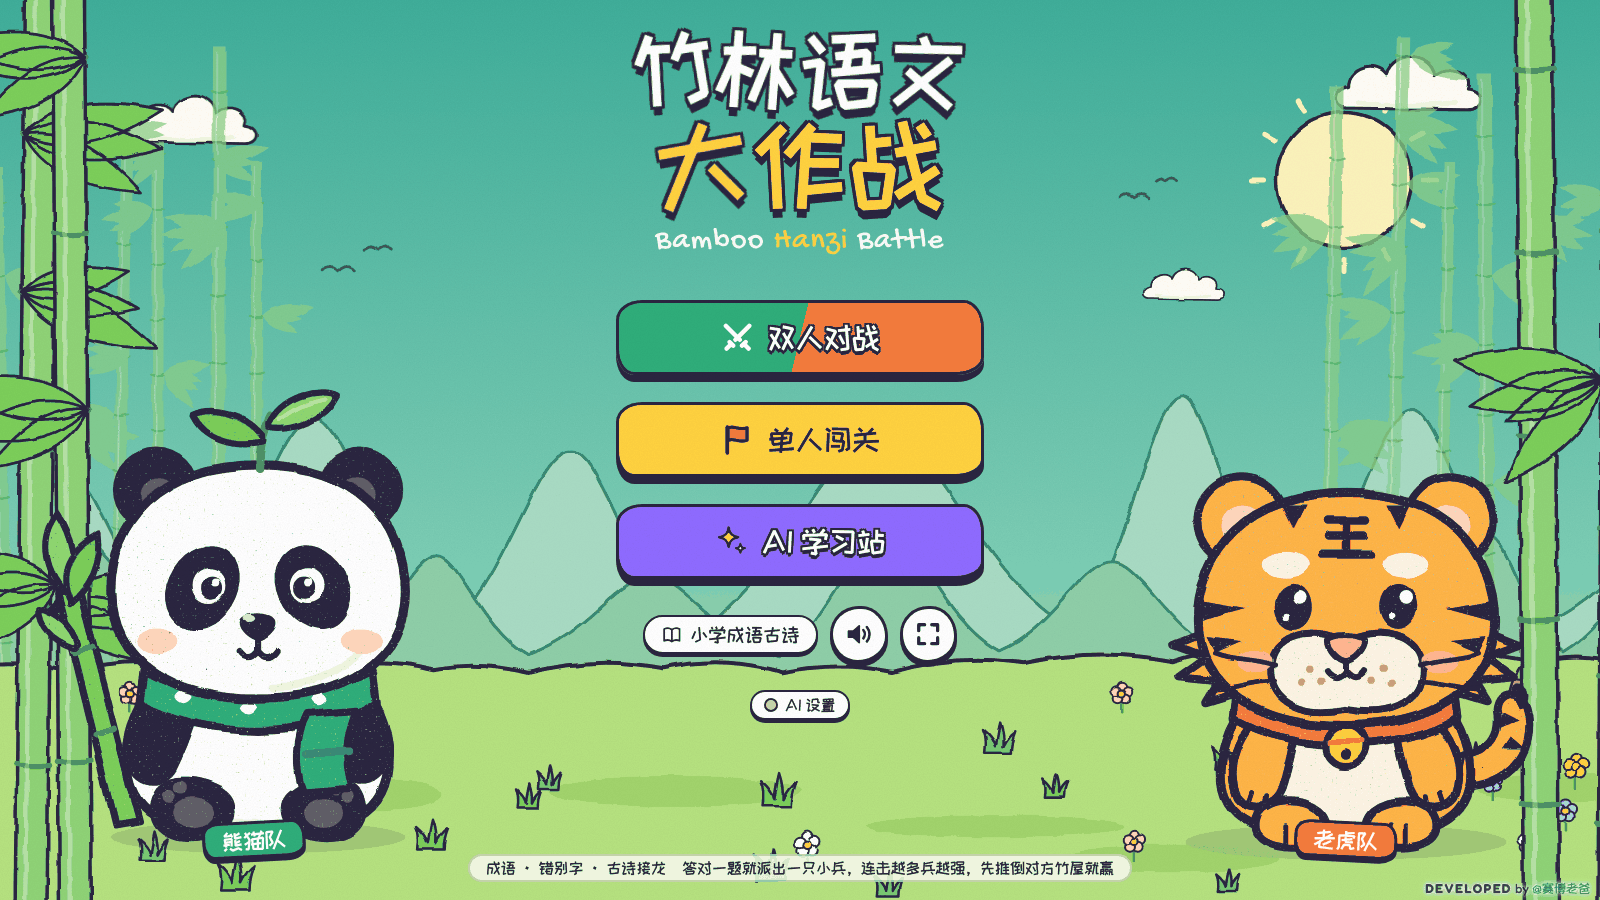 竹林语文
大作战
Bamboo Hanzi Battle
双人对战
单人闯关
AI 学习站
小学成语古诗
AI 设置
王
熊猫队
老虎队
成语 · 错别字 · 古诗接龙 答对一题就派出一只小兵，连击越多兵越强，先推倒对方竹屋就赢
DEVELOPED by @赛博老爸